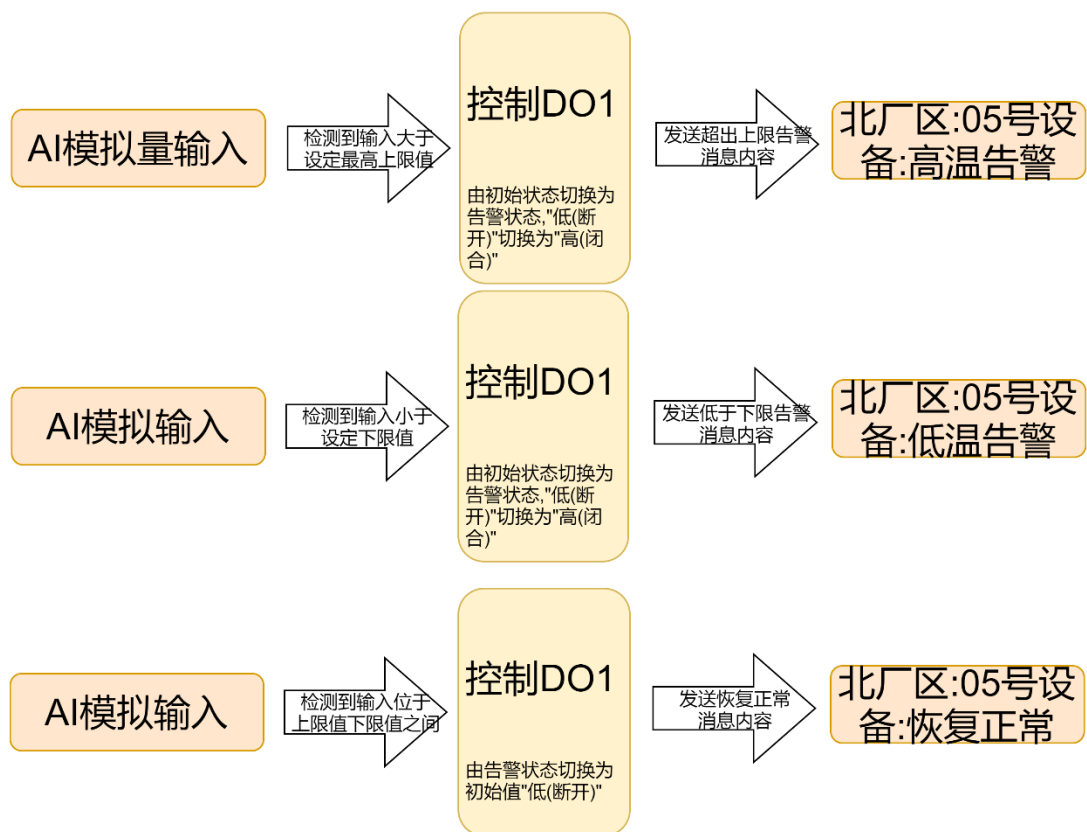 AI模拟量输入
检测到输入大于
设定最高上限值
控制DO1
由初始状态切换为
告警状态,"低(断
开)"切换为"高(闭
合)"
发送超出上限告警
消息内容
北厂区:05号设
备:高温告警
AI模拟输入
检测到输入小于
设定下限值
控制DO1
由初始状态切换为
告警状态,"低(断
开)"切换为"高(闭
合)"
发送低于下限告警
消息内容
北厂区:05号设
备:低温告警
AI模拟输入
检测到输入位于
上限值下限值之间
控制DO1
由告警状态切换为
初始值"低(断开)"
发送恢复正常
消息内容
北厂区:05号设
备:恢复正常